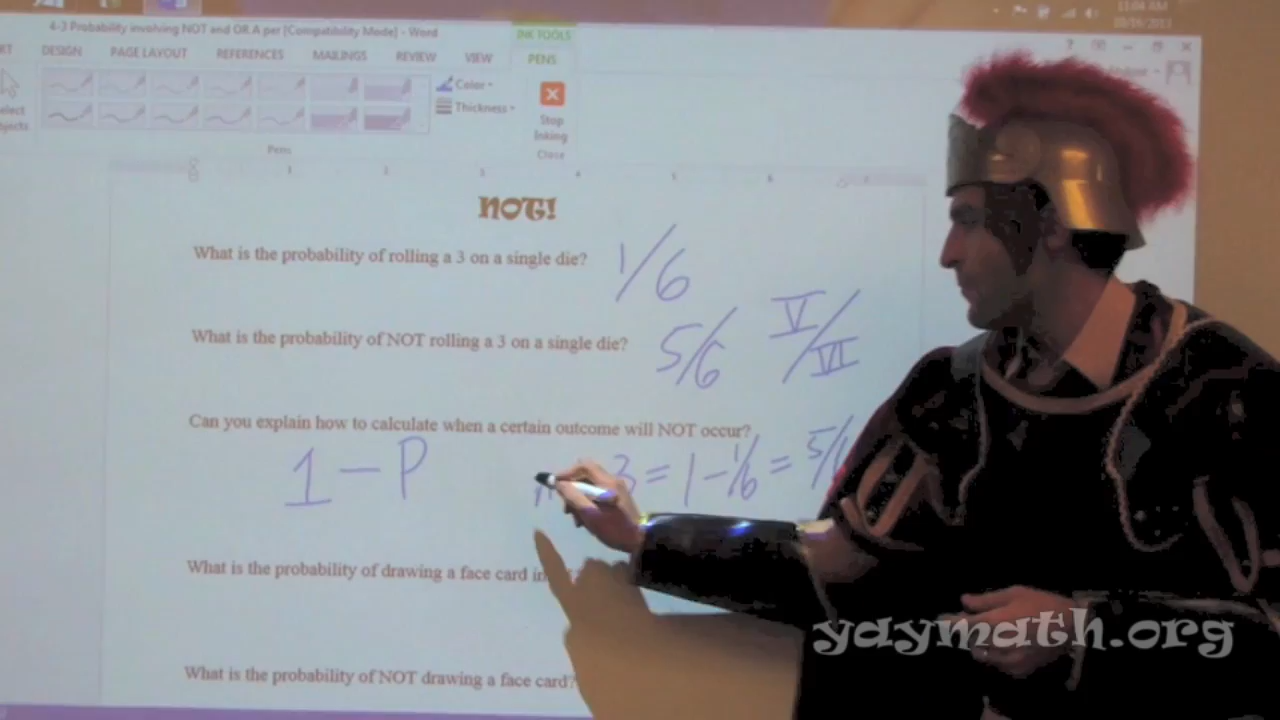 11:04 AM
4-3 Probability involving NOT and OR A per [Compatibility Mode] - Word
INK TOOLS
DESIGN PAGE LAYOUT REFERENCES MAILINGS REVIEW VIEW PENS
Color
Thickness
Stop
Inking
Pens
Close
NOT!
What is the probability of rolling a 3 on a single die? 1/6
What is the probability of NOT rolling a 3 on a single die? 5/6 V/VI
Can you explain how to calculate when a certain outcome will NOT occur?
1 - P 3 = 1 - 1/6 = 5/
What is the probability of drawing a face card in
yaymath.org
What is the probability of NOT drawing a face card?